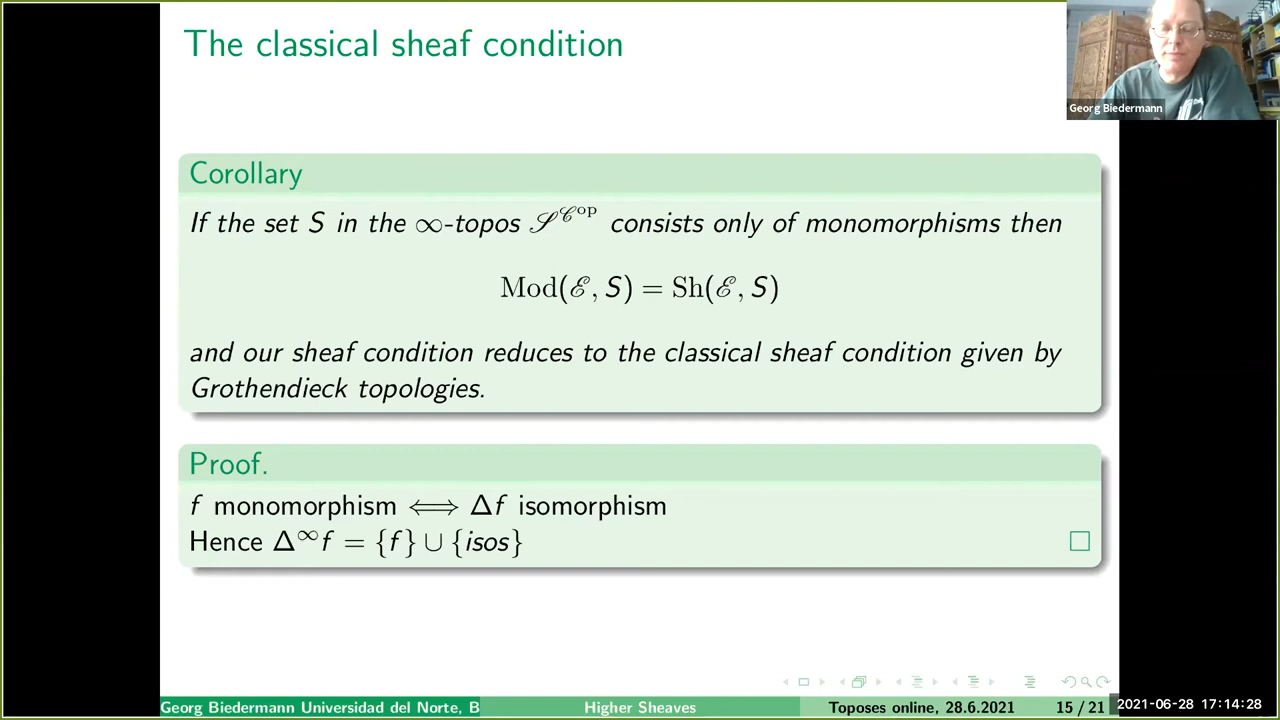 The classical sheaf condition
Georg Biedermann
Corollary
If the set S in the ∞-topos 𝒮^{𝒞^{op}} consists only of monomorphisms then
Mod(ℰ, S) = Sh(ℰ, S)
and our sheaf condition reduces to the classical sheaf condition given by
Grothendieck topologies.
Proof.
f monomorphism ⟺ Δf isomorphism
Hence Δ^∞ f = {f} ∪ {isos}
□
Georg Biedermann Universidad del Norte, B
Higher Sheaves
Toposes online, 28.6.2021
15 / 21
2021-06-28 17:14:28